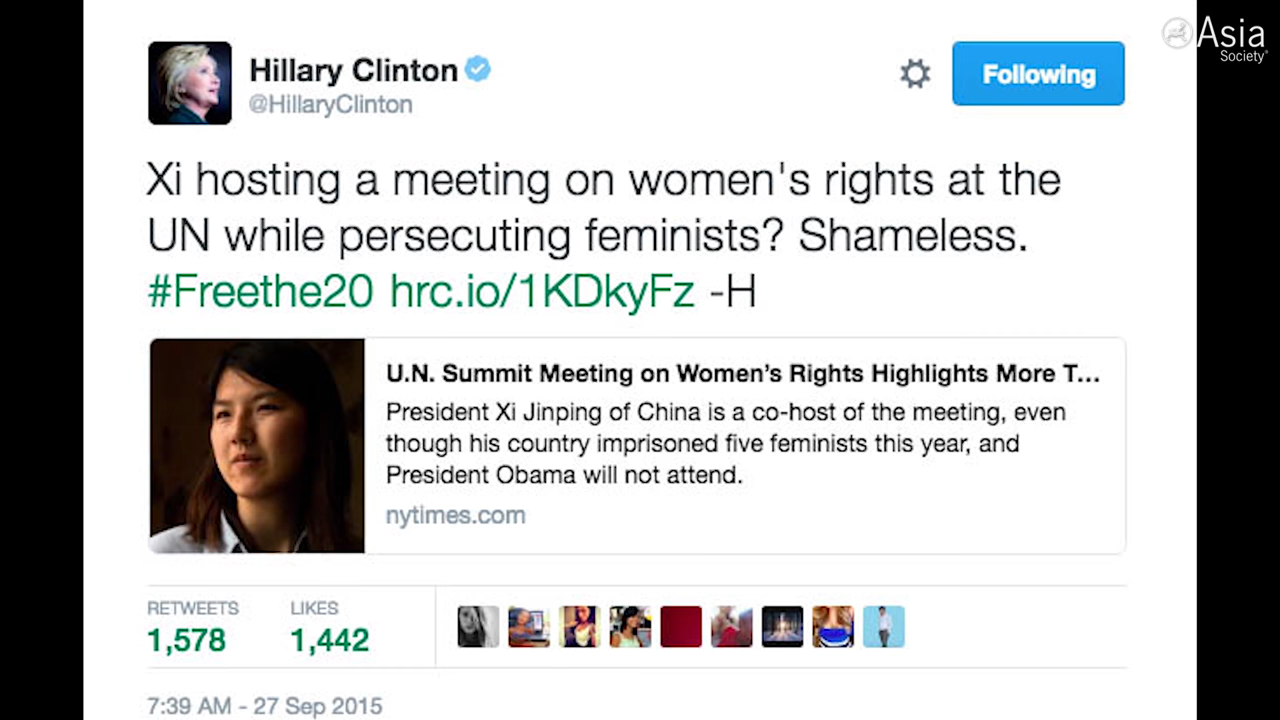 Asia
Society
Hillary Clinton
@HillaryClinton
Following
Xi hosting a meeting on women's rights at the
UN while persecuting feminists? Shameless.
#Freethe20 hrc.io/1KDkyFz -H
U.N. Summit Meeting on Women's Rights Highlights More T...
President Xi Jinping of China is a co-host of the meeting, even
though his country imprisoned five feminists this year, and
President Obama will not attend.
nytimes.com
RETWEETS LIKES
1,578 1,442
7:39 AM - 27 Sep 2015